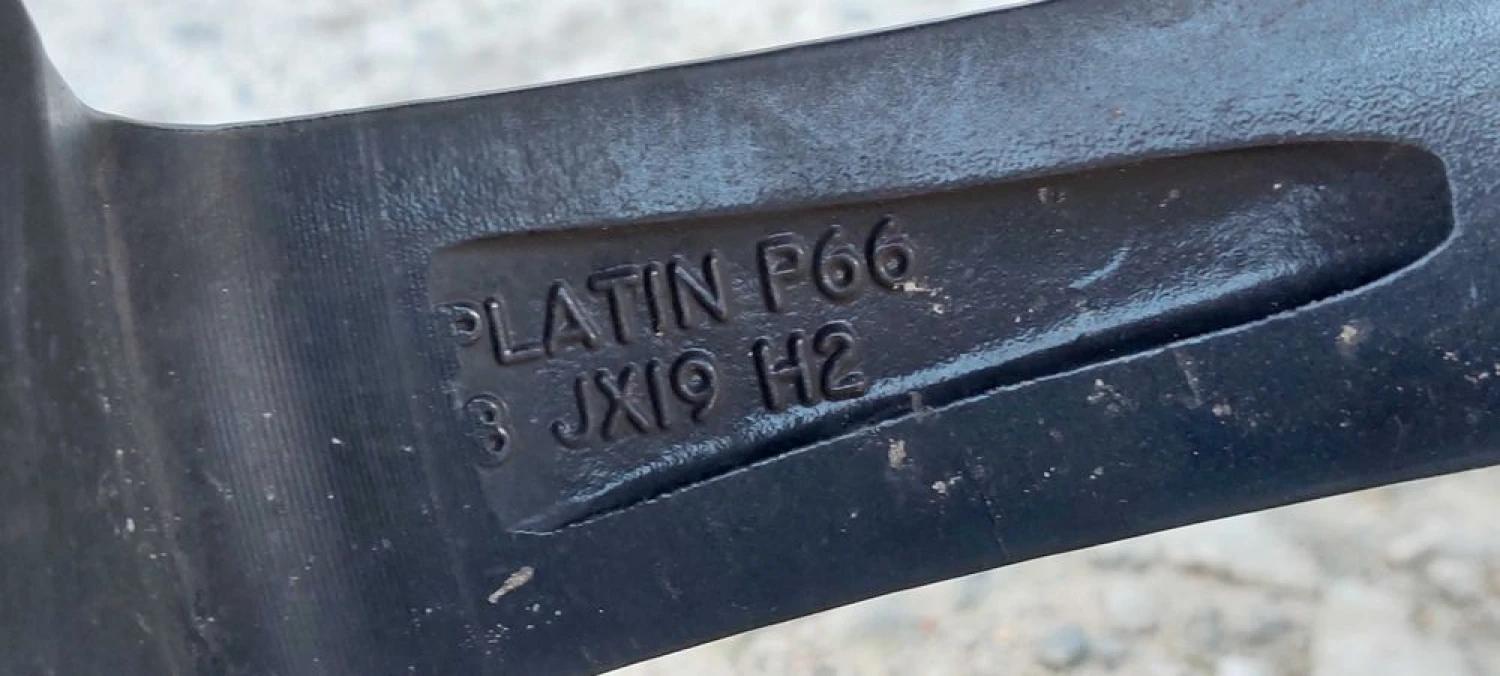 PLATIN P66
8 JX19 H2